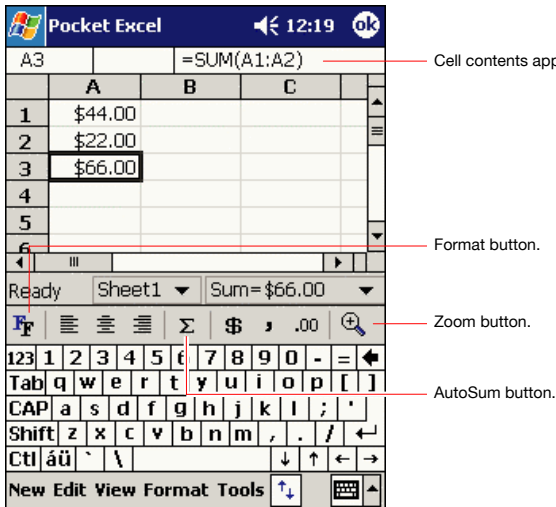 Pocket Excel 12:19 ok
A3 =SUM(A1:A2)
Cell contents app
A B C
1 $44.00
2 $22.00
3 $66.00
4
5
6
Format button.
Ready Sheet1 Sum=$66.00
FF Σ $ , .00
Zoom button.
123 1 2 3 4 5 6 7 8 9 0 - =
Tab q w e r t y u i o p [ ]
AutoSum button.
CAP a s d f g h j k l ; '
Shift z x c v b n m , . /
Ctl áü ` \ ↓ ↑ ← →
New Edit View Format Tools